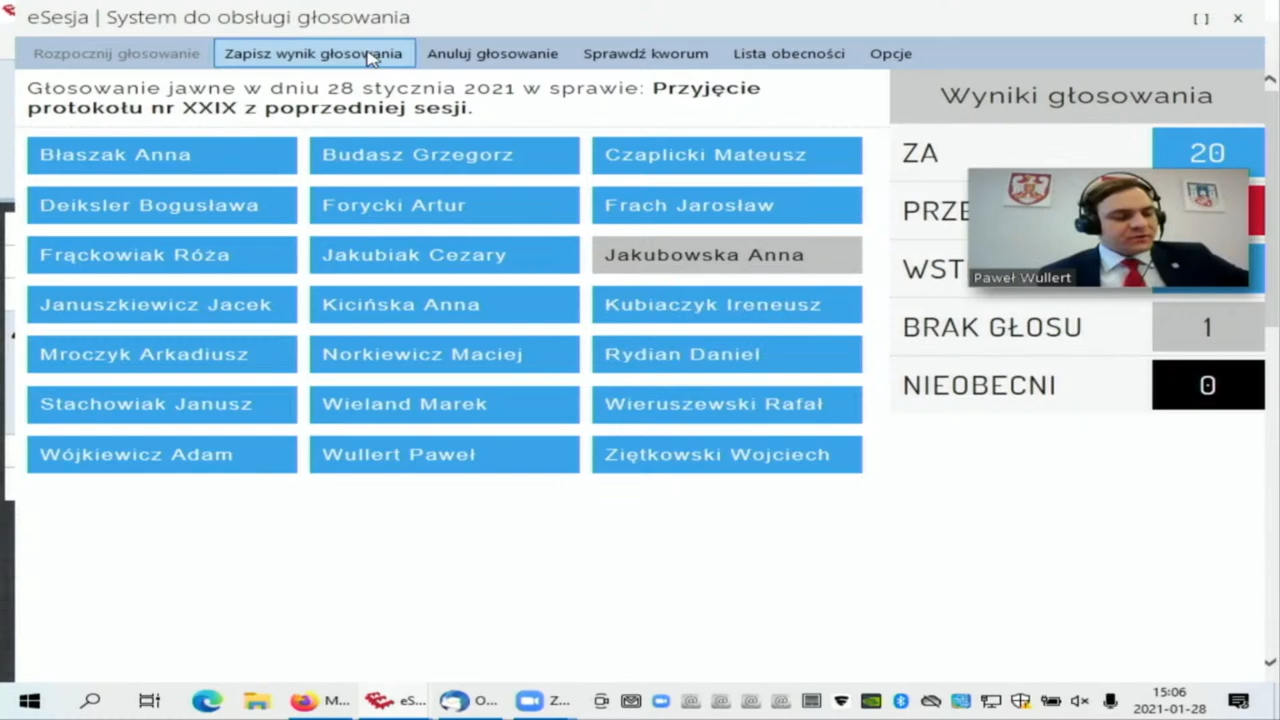 eSesja | System do obsługi głosowania
Rozpocznij głosowanie Zapisz wynik głosowania Anuluj głosowanie Sprawdź kworum Lista obecności Opcje
Głosowanie jawne w dniu 28 stycznia 2021 w sprawie: Przyjęcie
protokołu nr XXIX z poprzedniej sesji.
Błaszak Anna Budasz Grzegorz Czaplicki Mateusz
Deiksler Bogusława Forycki Artur Frach Jarosław
Frąckowiak Róża Jakubiak Cezary Jakubowska Anna
Januszkiewicz Jacek Kicińska Anna Kubiaczyk Ireneusz
Mroczyk Arkadiusz Norkiewicz Maciej Rydian Daniel
Stachowiak Janusz Wieland Marek Wieruszewski Rafał
Wójkiewicz Adam Wullert Paweł Ziętkowski Wojciech
Wyniki głosowania
ZA 20
PRZE
WST
Paweł Wullert
BRAK GŁOSU 1
NIEOBECNI 0
M... eS... O... Z...
15:06
2021-01-28